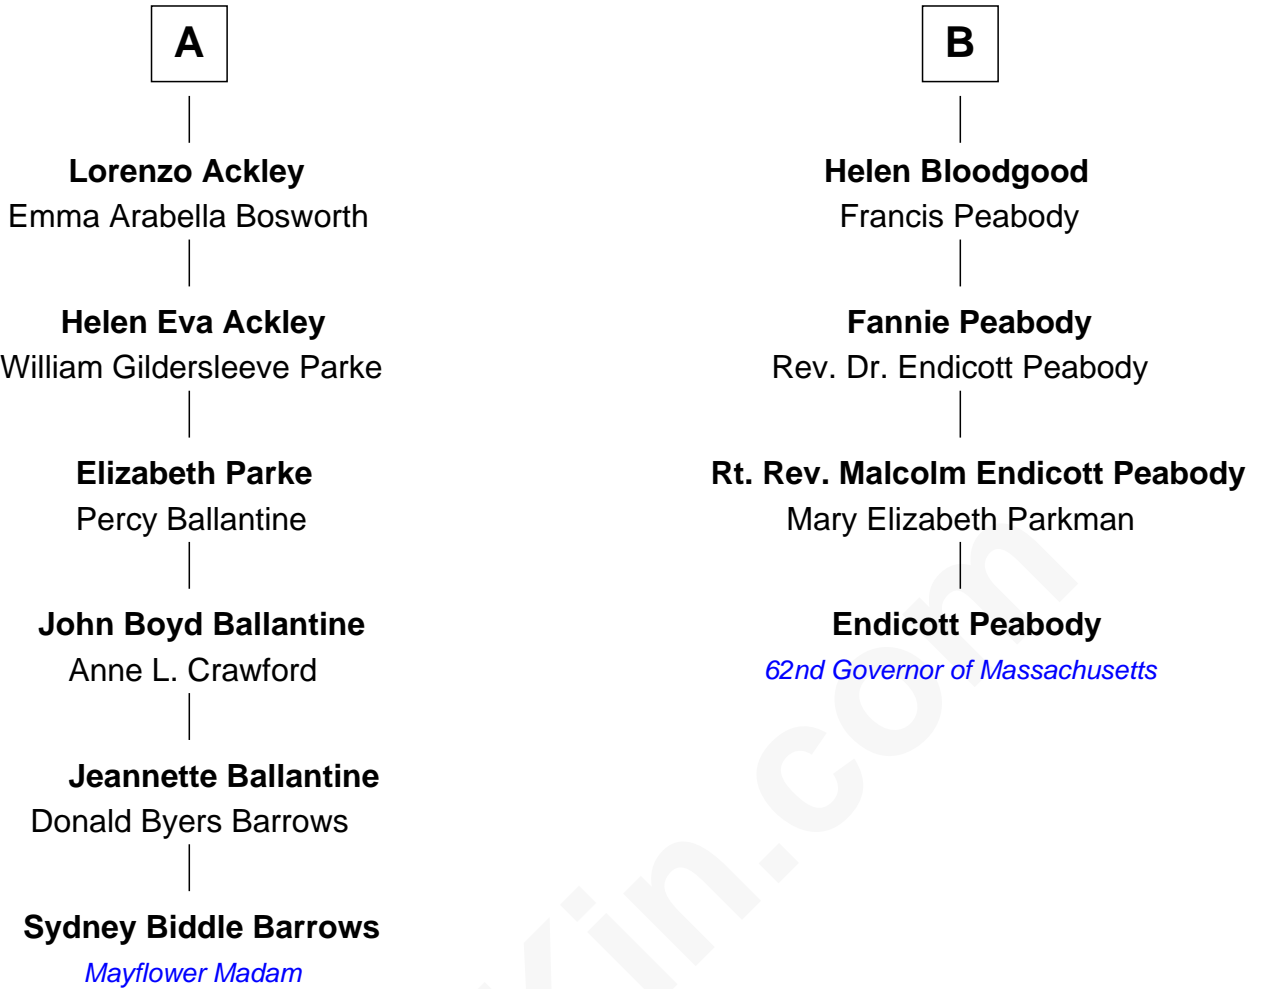 A
Lorenzo Ackley
Emma Arabella Bosworth
Helen Eva Ackley
William Gildersleeve Parke
Elizabeth Parke
Percy Ballantine
John Boyd Ballantine
Anne L. Crawford
Jeannette Ballantine
Donald Byers Barrows
Sydney Biddle Barrows
Mayflower Madam
B
Helen Bloodgood
Francis Peabody
Fannie Peabody
Rev. Dr. Endicott Peabody
Rt. Rev. Malcolm Endicott Peabody
Mary Elizabeth Parkman
Endicott Peabody
62nd Governor of Massachusetts
Kin.com